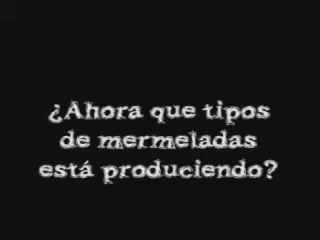 ¿Ahora que tipos
de mermeladas
está produciendo?